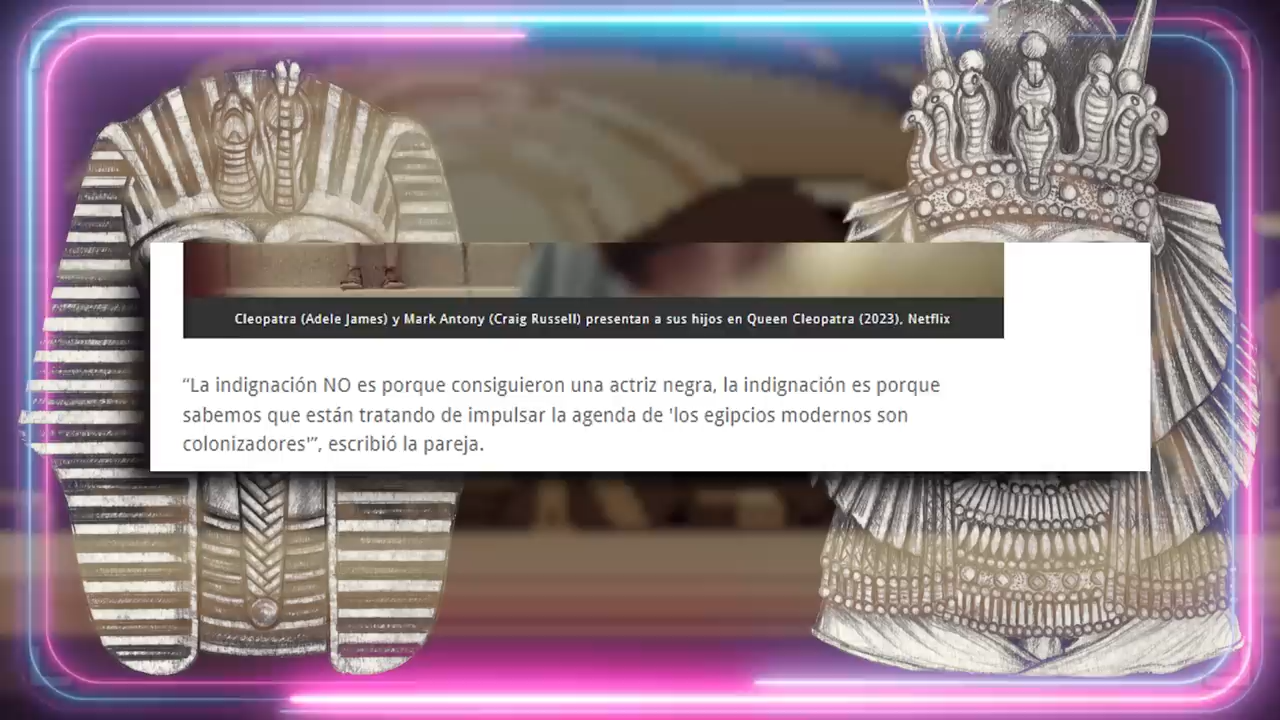 Cleopatra (Adele James) y Mark Antony (Craig Russell) presentan a sus hijos en Queen Cleopatra (2023), Netflix
“La indignación NO es porque consiguieron una actriz negra, la indignación es porque
sabemos que están tratando de impulsar la agenda de 'los egipcios modernos son
colonizadores'”, escribió la pareja.